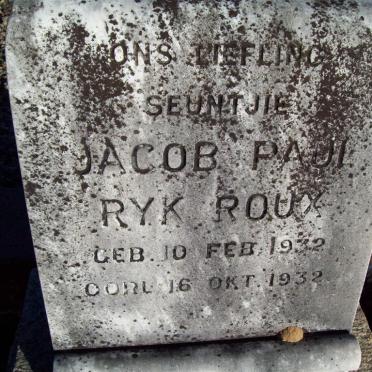 ONS LIEFLING
SEUNTJIE
JACOB PAUL
RYK ROUX
GEB. 10 FEB. 1932
OORL. 16 OKT. 1932